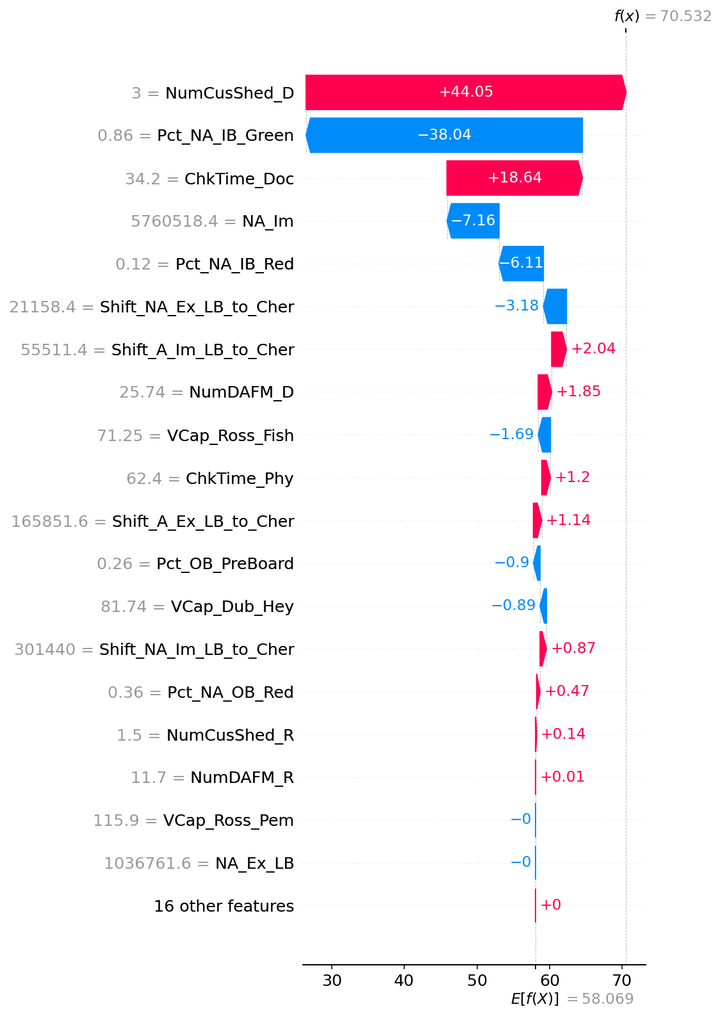 f(x) = 70.532
3 = NumCusShed_D +44.05
0.86 = Pct_NA_IB_Green −38.04
34.2 = ChkTime_Doc +18.64
5760518.4 = NA_Im −7.16
0.12 = Pct_NA_IB_Red −6.11
21158.4 = Shift_NA_Ex_LB_to_Cher −3.18
55511.4 = Shift_A_Im_LB_to_Cher +2.04
25.74 = NumDAFM_D +1.85
71.25 = VCap_Ross_Fish −1.69
62.4 = ChkTime_Phy +1.2
165851.6 = Shift_A_Ex_LB_to_Cher +1.14
0.26 = Pct_OB_PreBoard −0.9
81.74 = VCap_Dub_Hey −0.89
301440 = Shift_NA_Im_LB_to_Cher +0.87
0.36 = Pct_NA_OB_Red +0.47
1.5 = NumCusShed_R +0.14
11.7 = NumDAFM_R +0.01
115.9 = VCap_Ross_Pem −0
1036761.6 = NA_Ex_LB −0
16 other features +0
30 40 50 60 70
E[f(X)] = 58.069